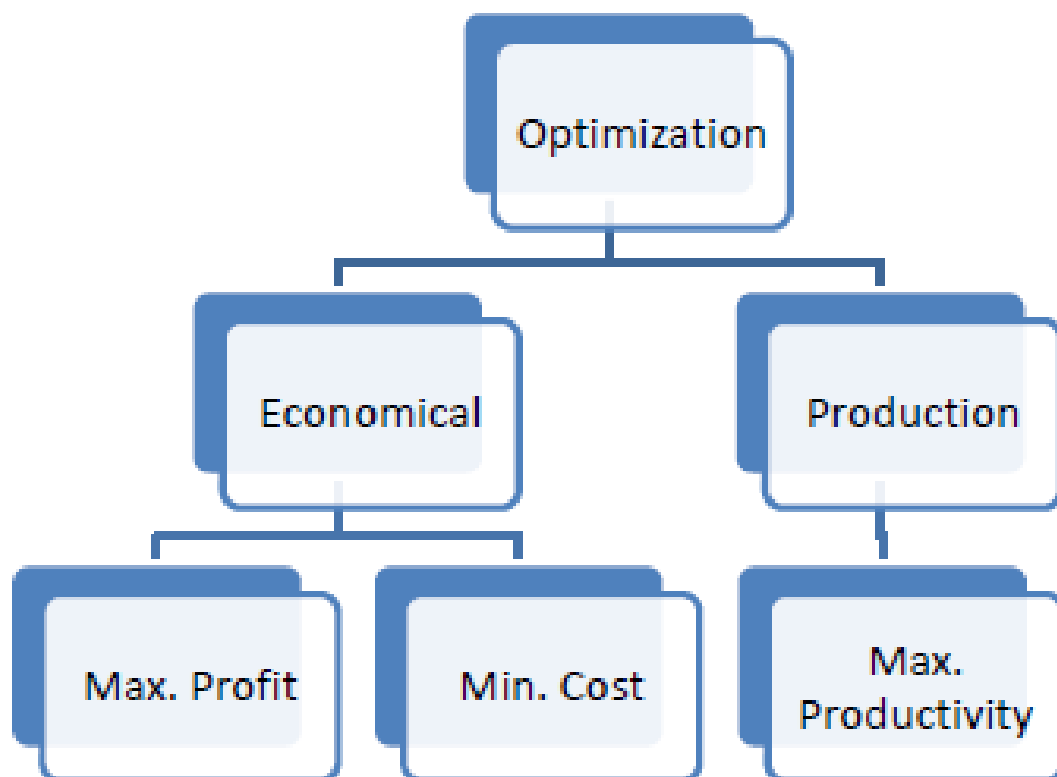 Optimization
Economical
Production
Max. Profit
Min. Cost
Max.
Productivity